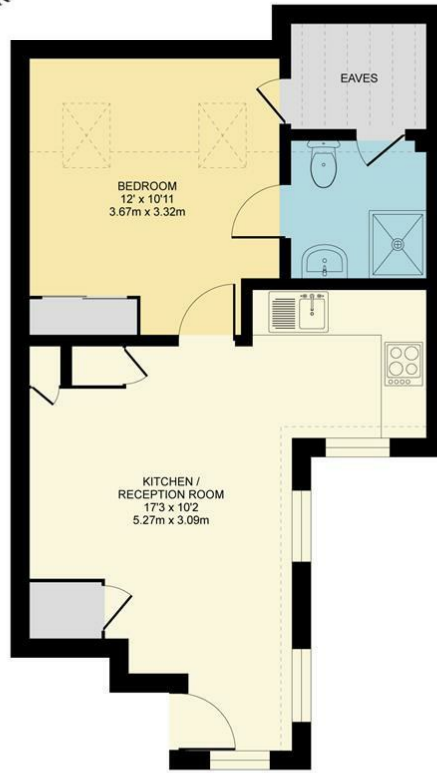 EAVES
BEDROOM
12' x 10'11
3.67m x 3.32m
KITCHEN /
RECEPTION ROOM
17'3 x 10'2
5.27m x 3.09m